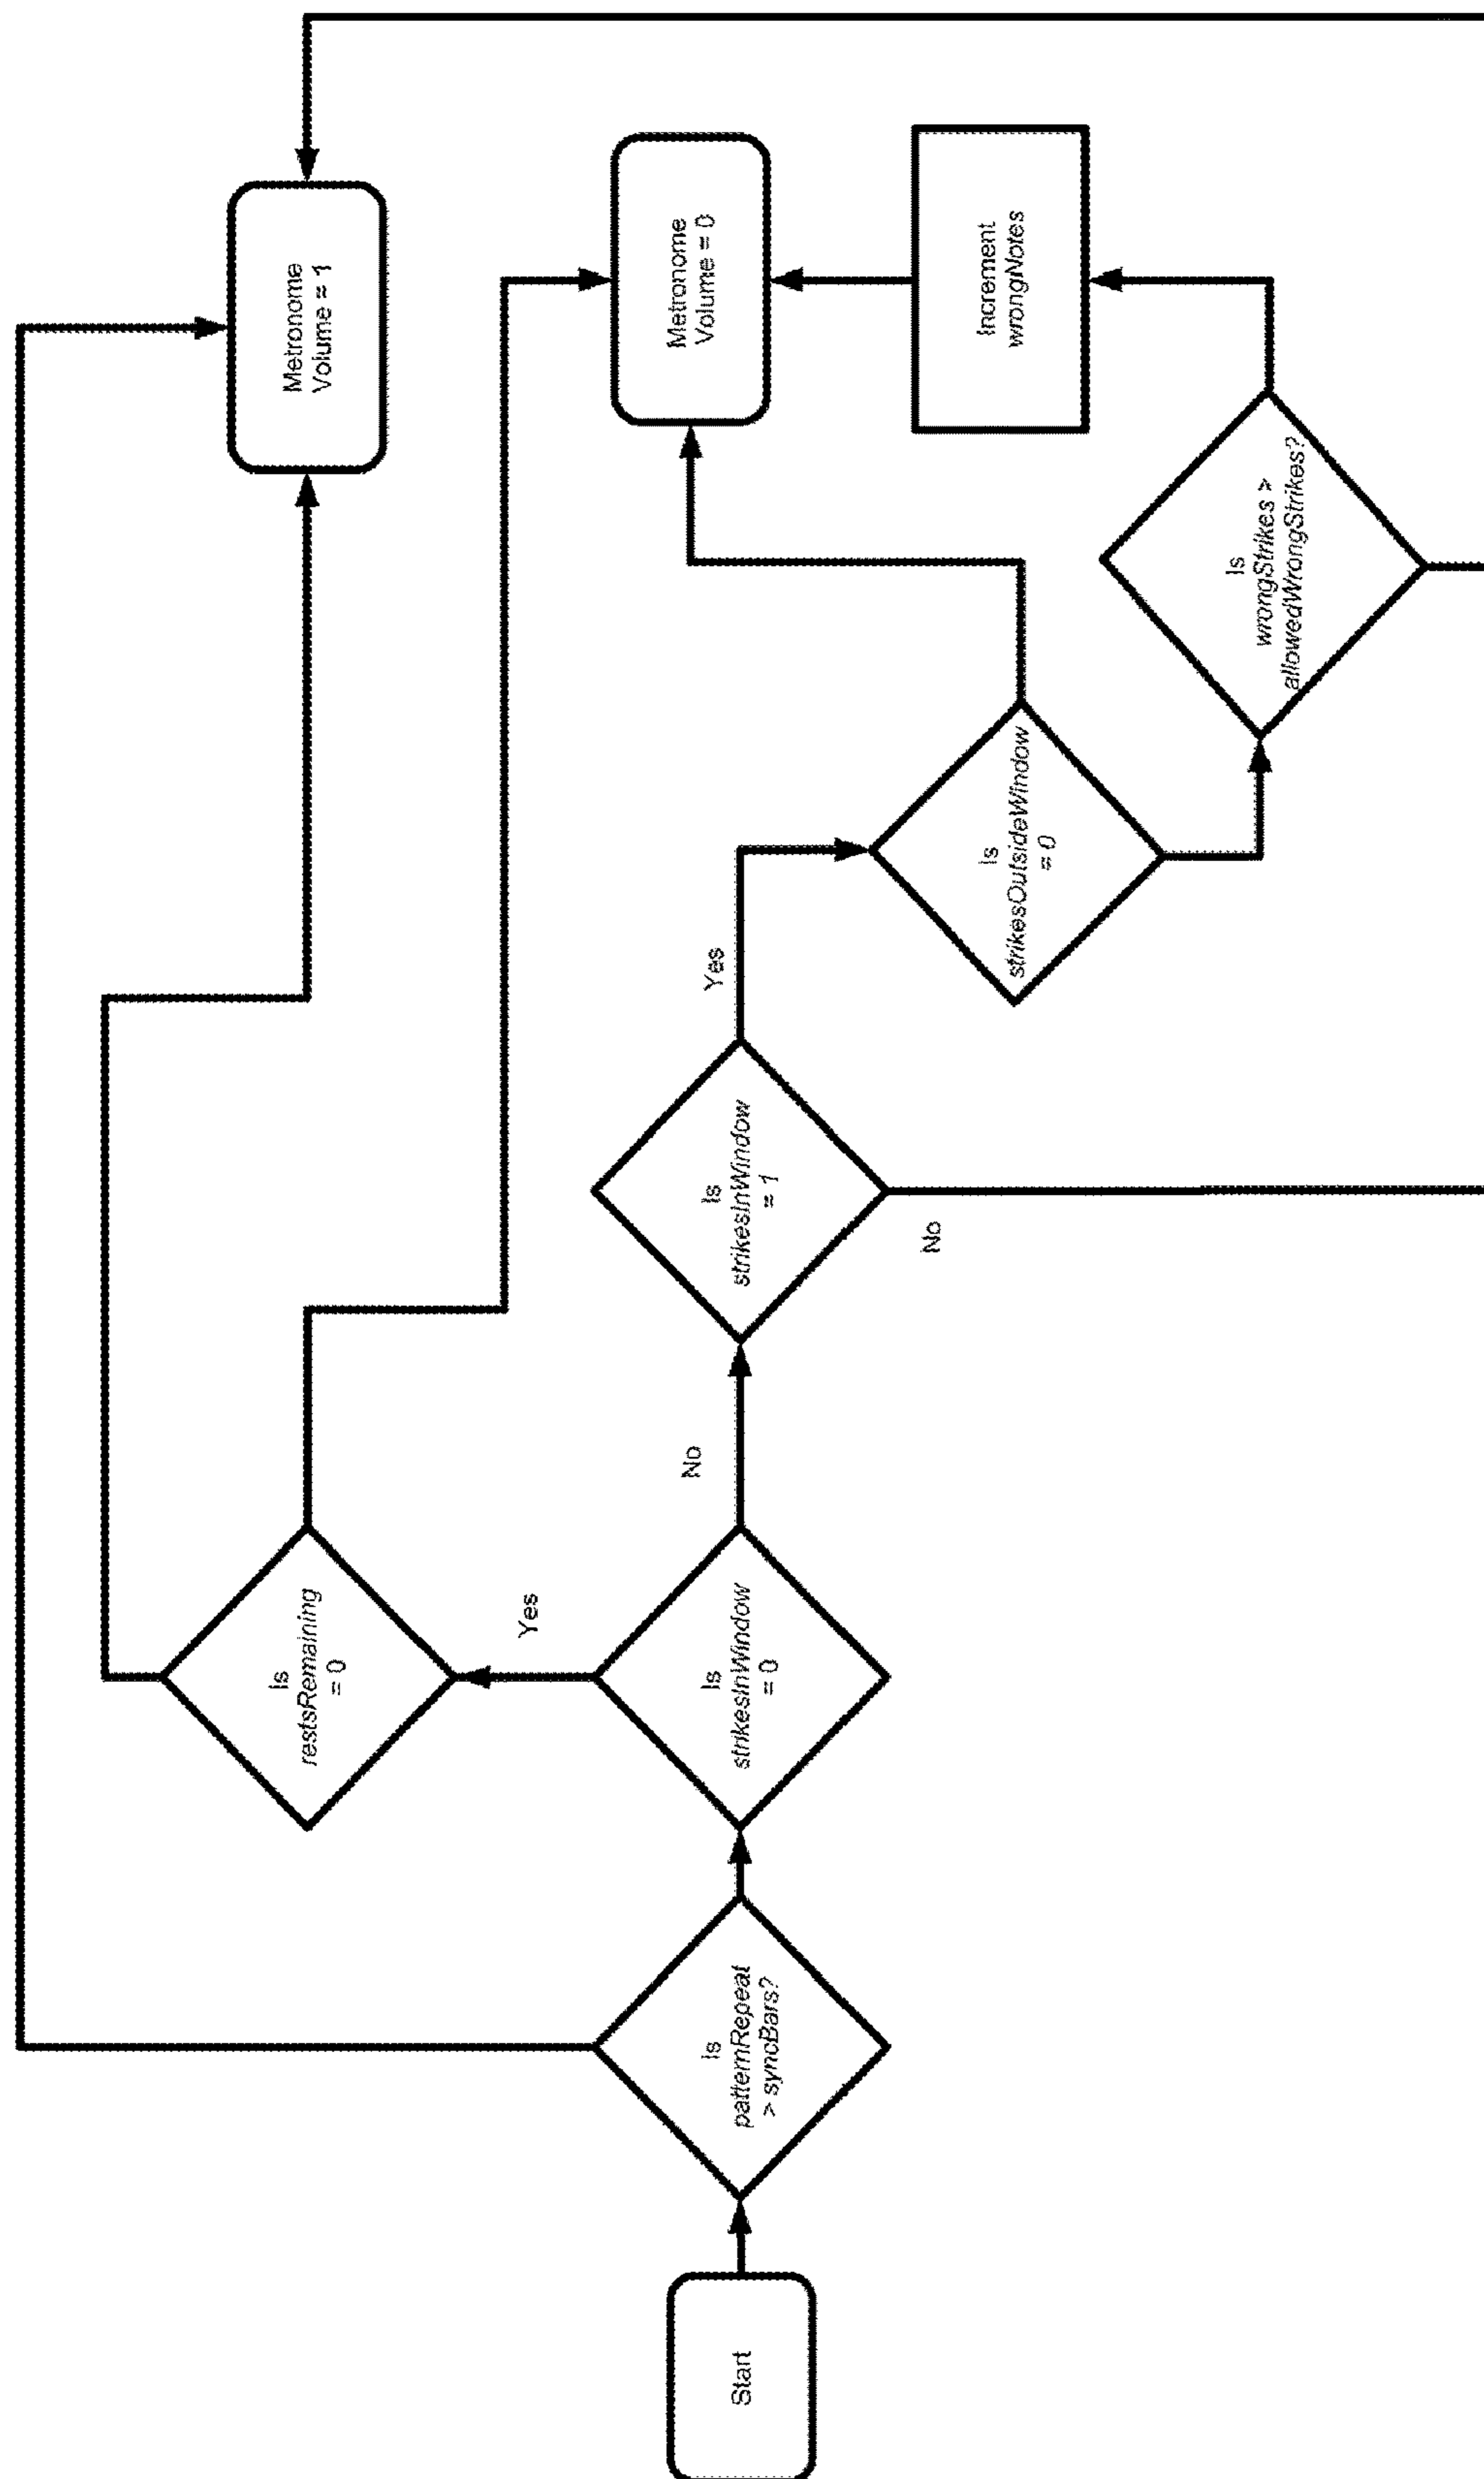 Start
Is
patternRepeat
> syncBars?
Is
strikesInWindow
= 0
Yes
No
Is
restsRemaining
= 0
Is
strikesInWindow
= 1
Yes
No
Is
strikesOutsideWindow
= 0
Is
wrongStrikes >
allowedWrongStrikes?
Increment
wrongNotes
Metronome
Volume = 0
Metronome
Volume = 1